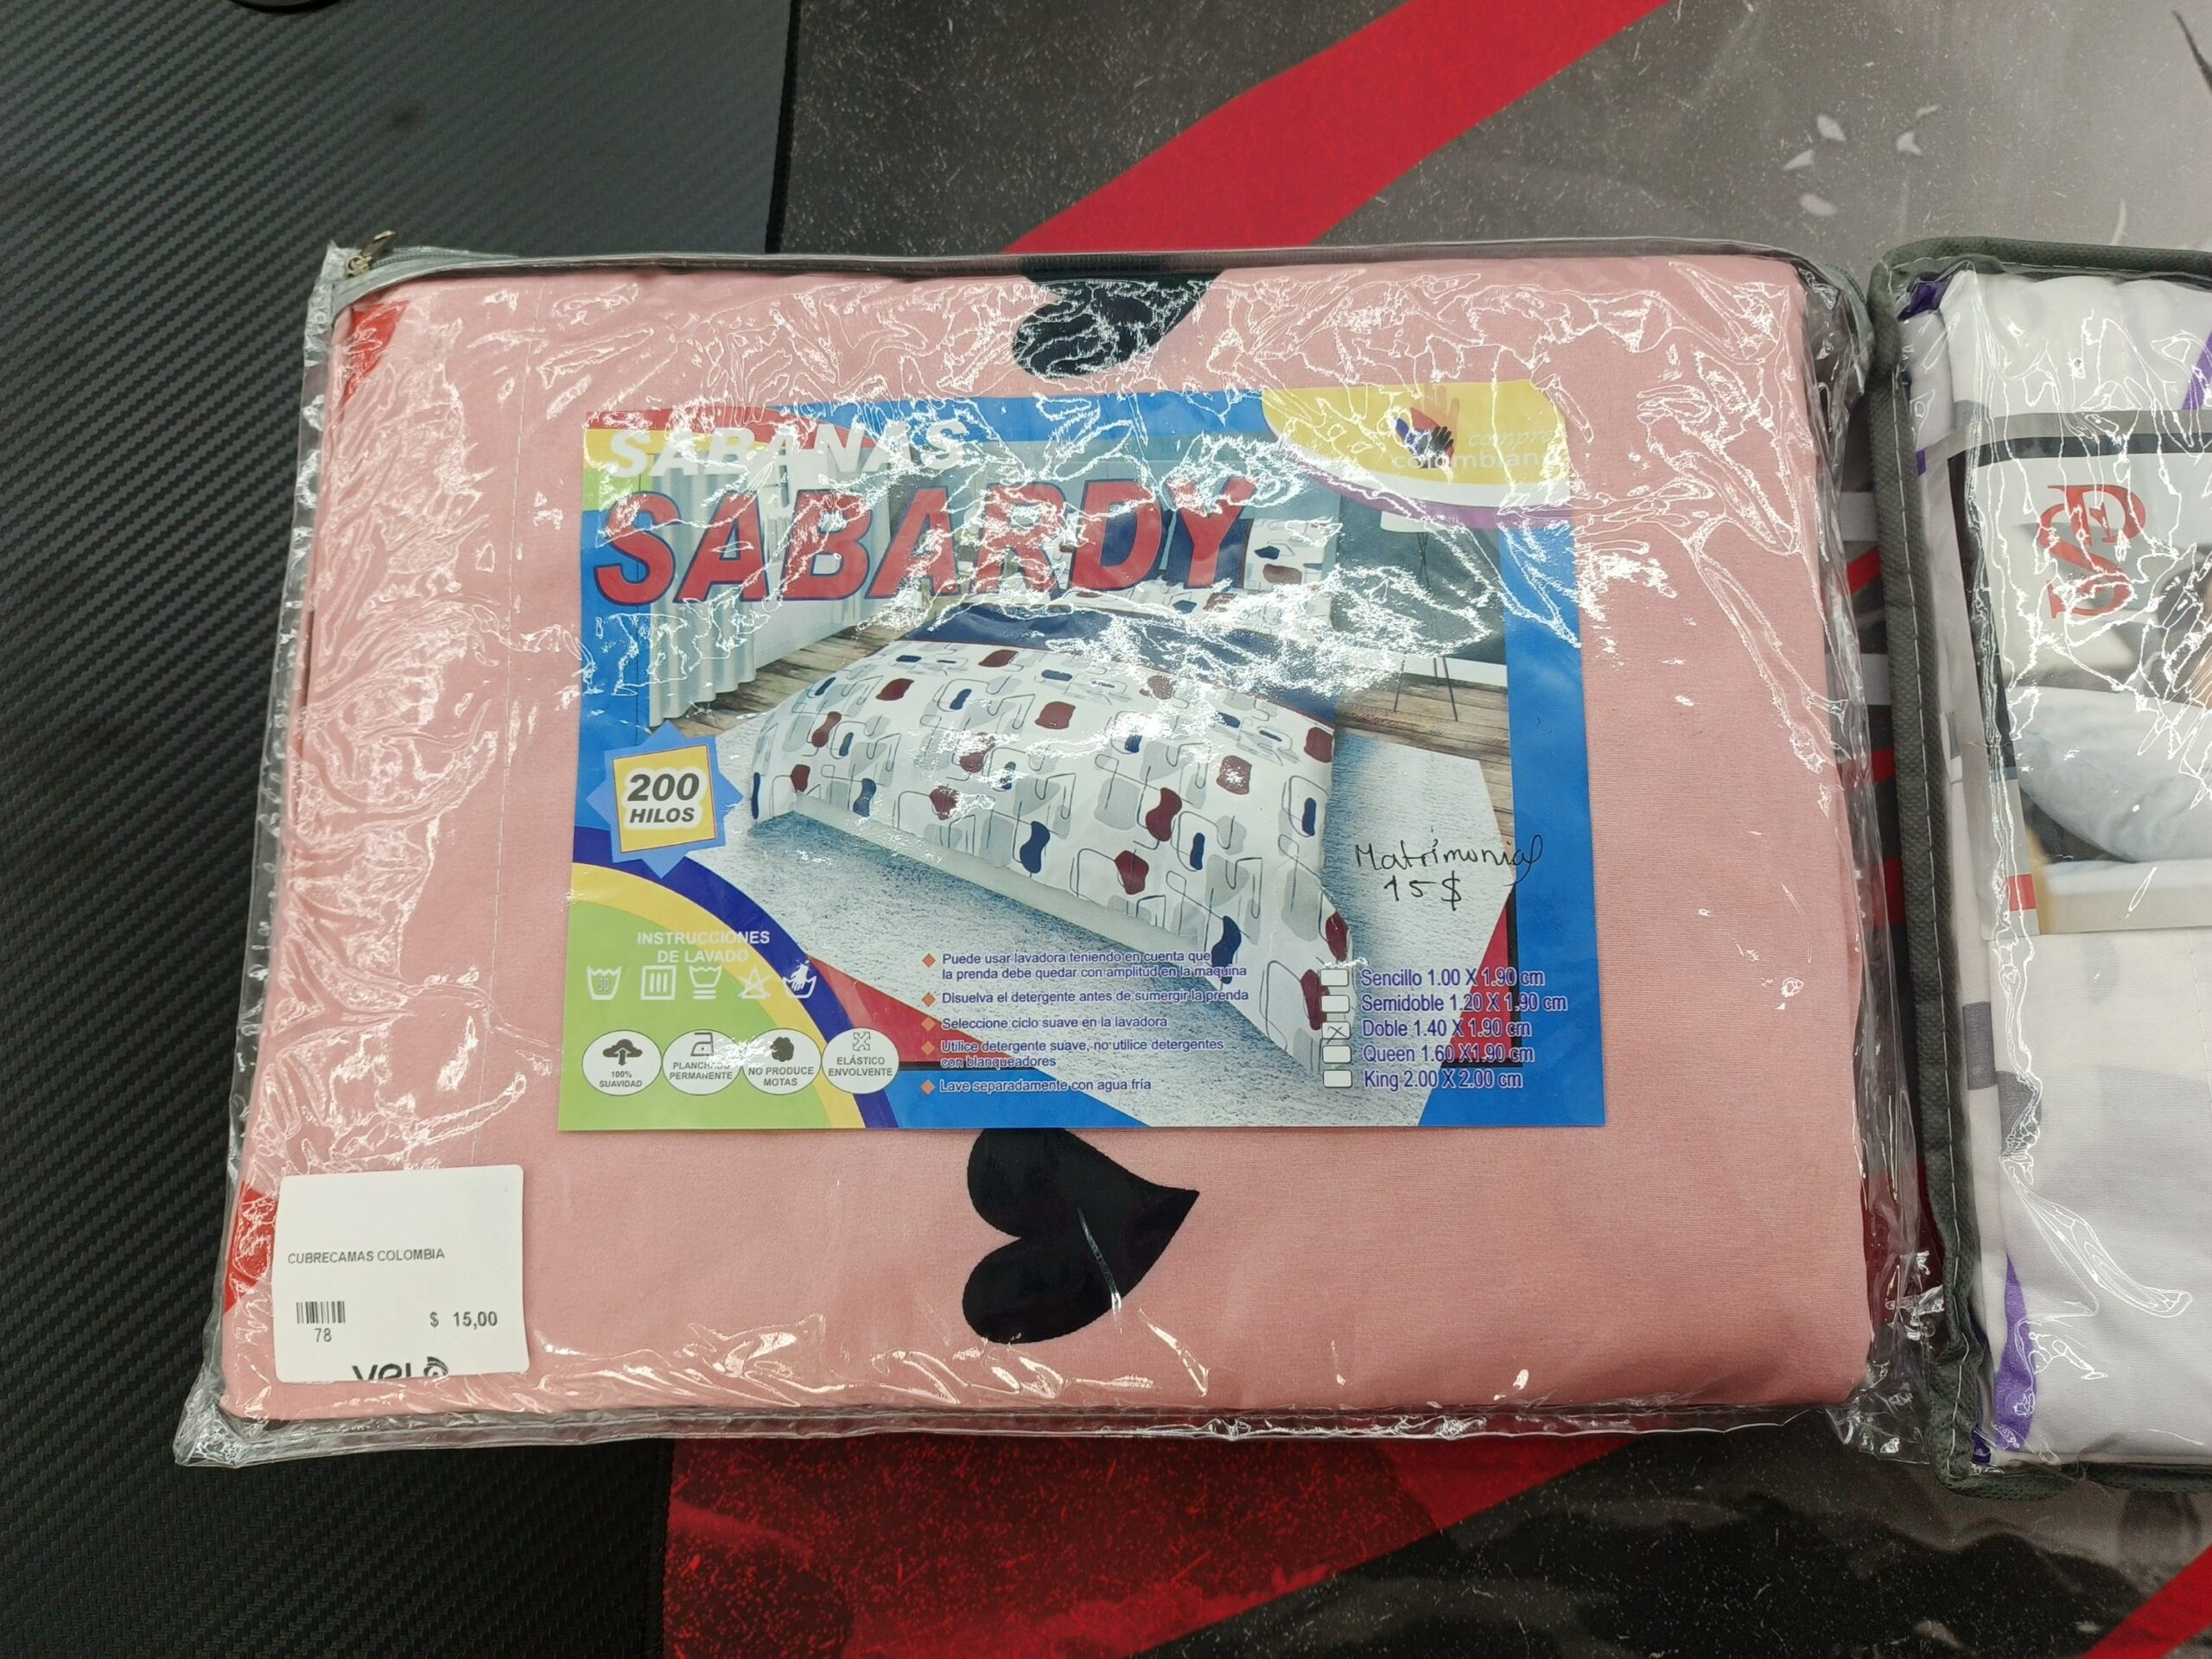 SABANAS
SABARDY
compre
colombiano
200
HILOS
Matrimonial
15$
INSTRUCCIONES
DE LAVADO
30
100%
SUAVIDAD
PLANCHADO
PERMANENTE
NO PRODUCE
MOTAS
ELÁSTICO
ENVOLVENTE
Puede usar lavadora teniendo en cuenta que
la prenda debe quedar con amplitud en la maquina
Disuelva el detergente antes de sumergir la prenda
Seleccione ciclo suave en la lavadora
Utilice detergente suave, no utilice detergentes
con blanqueadores
Lave separadamente con agua fría
Sencillo 1.00 X 1.90 cm
Semidoble 1.20 X 1.90 cm
Doble 1.40 X 1.90 cm
Queen 1.60 X1.90 cm
King 2.00 X 2.00 cm
CUBRECAMAS COLOMBIA
78
$ 15,00